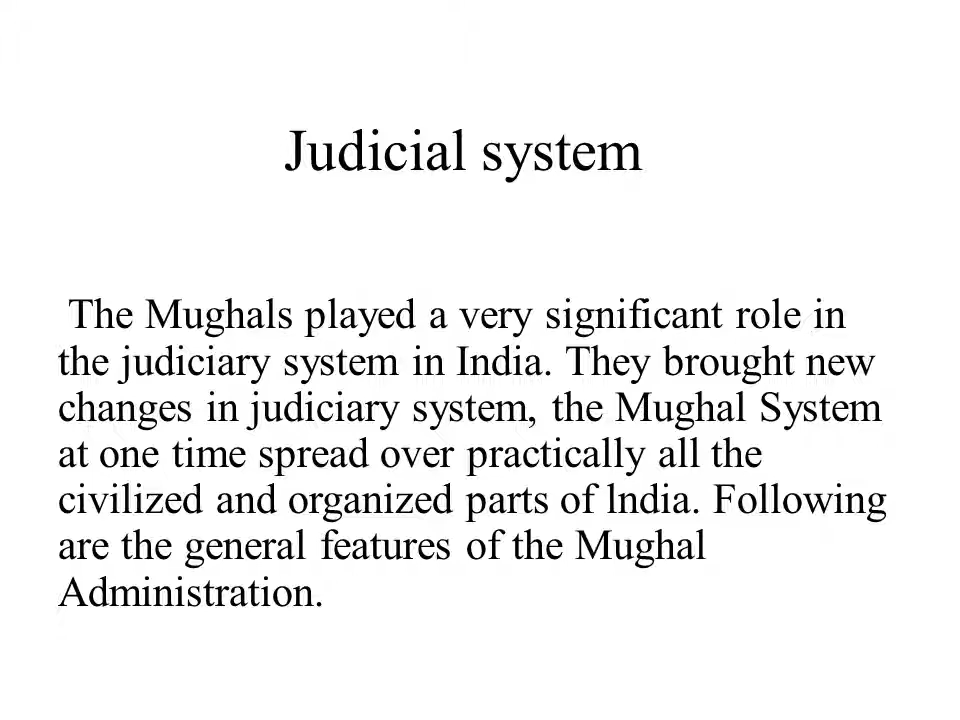 Judicial system
The Mughals played a very significant role in
the judiciary system in India. They brought new
changes in judiciary system, the Mughal System
at one time spread over practically all the
civilized and organized parts of lndia. Following
are the general features of the Mughal
Administration.